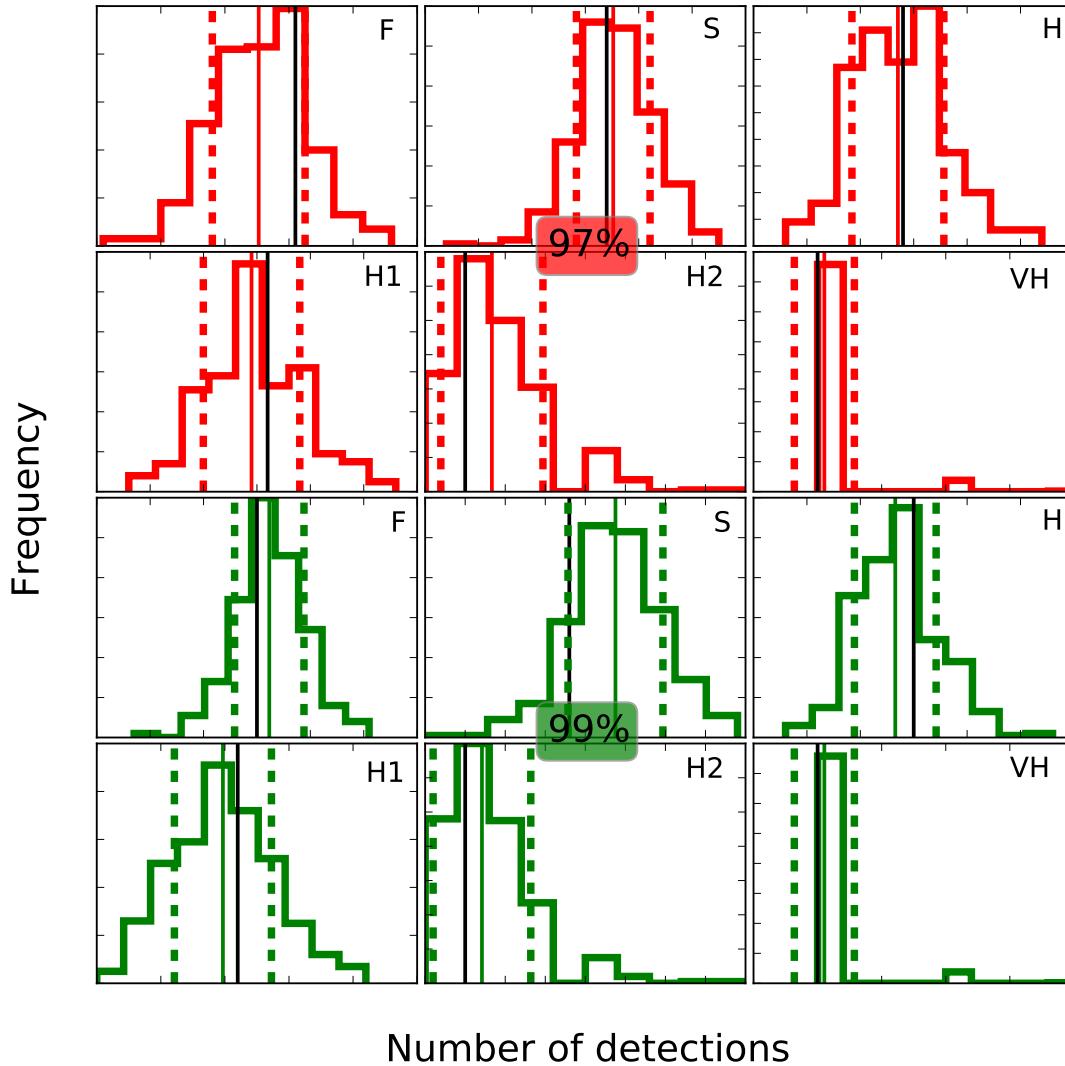 F
S
H
97%
H1
H2
VH
Frequency
F
S
H
99%
H1
H2
VH
Number of detections